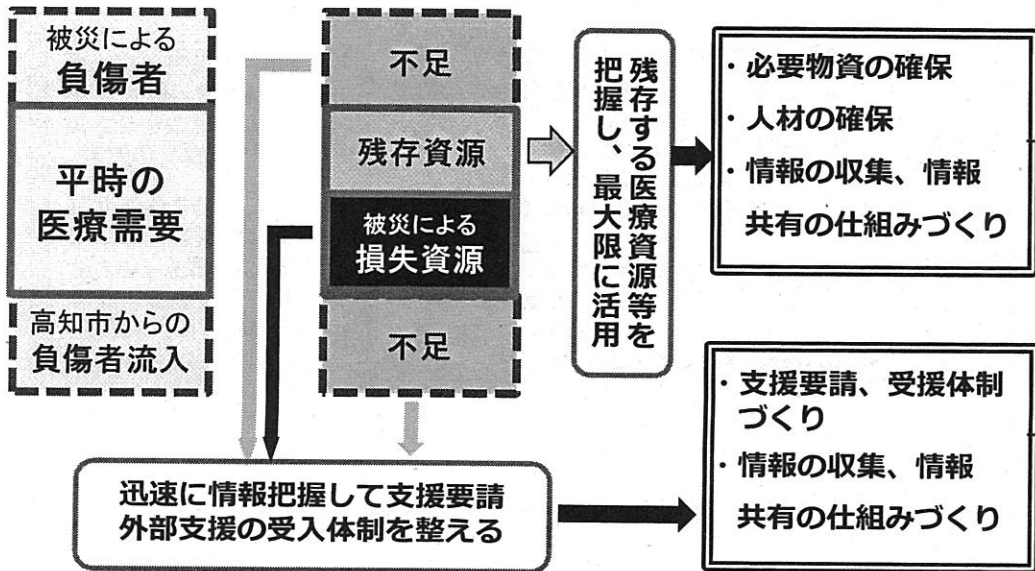 被災による
負傷者
平時の
医療需要
高知市からの
負傷者流入
不足
残存資源
被災による
損失資源
不足
残存する医療資源等を
把握し、最大限に活用
・必要物資の確保
・人材の確保
・情報の収集、情報
共有の仕組みづくり
・支援要請、受援体制
づくり
・情報の収集、情報
共有の仕組みづくり
迅速に情報把握して支援要請
外部支援の受入体制を整える